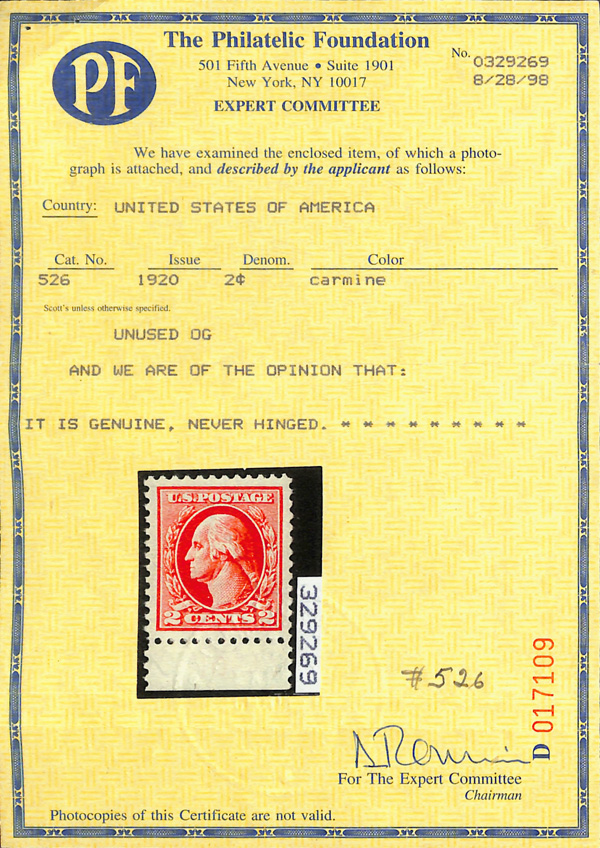 PF
The Philatelic Foundation
501 Fifth Avenue • Suite 1901
New York, NY 10017
EXPERT COMMITTEE
No. 0329269
8/28/98
We have examined the enclosed item, of which a photo-
graph is attached, and described by the applicant as follows:
Country: UNITED STATES OF AMERICA
Cat. No. Issue Denom. Color
526 1920 2¢ carmine
Scott's unless otherwise specified.
UNUSED OG
AND WE ARE OF THE OPINION THAT:
IT IS GENUINE, NEVER HINGED. * * * * * * * * *
U.S. POSTAGE
2 CENTS 2
329269
#526
D 017109
For The Expert Committee
Chairman
Photocopies of this Certificate are not valid.